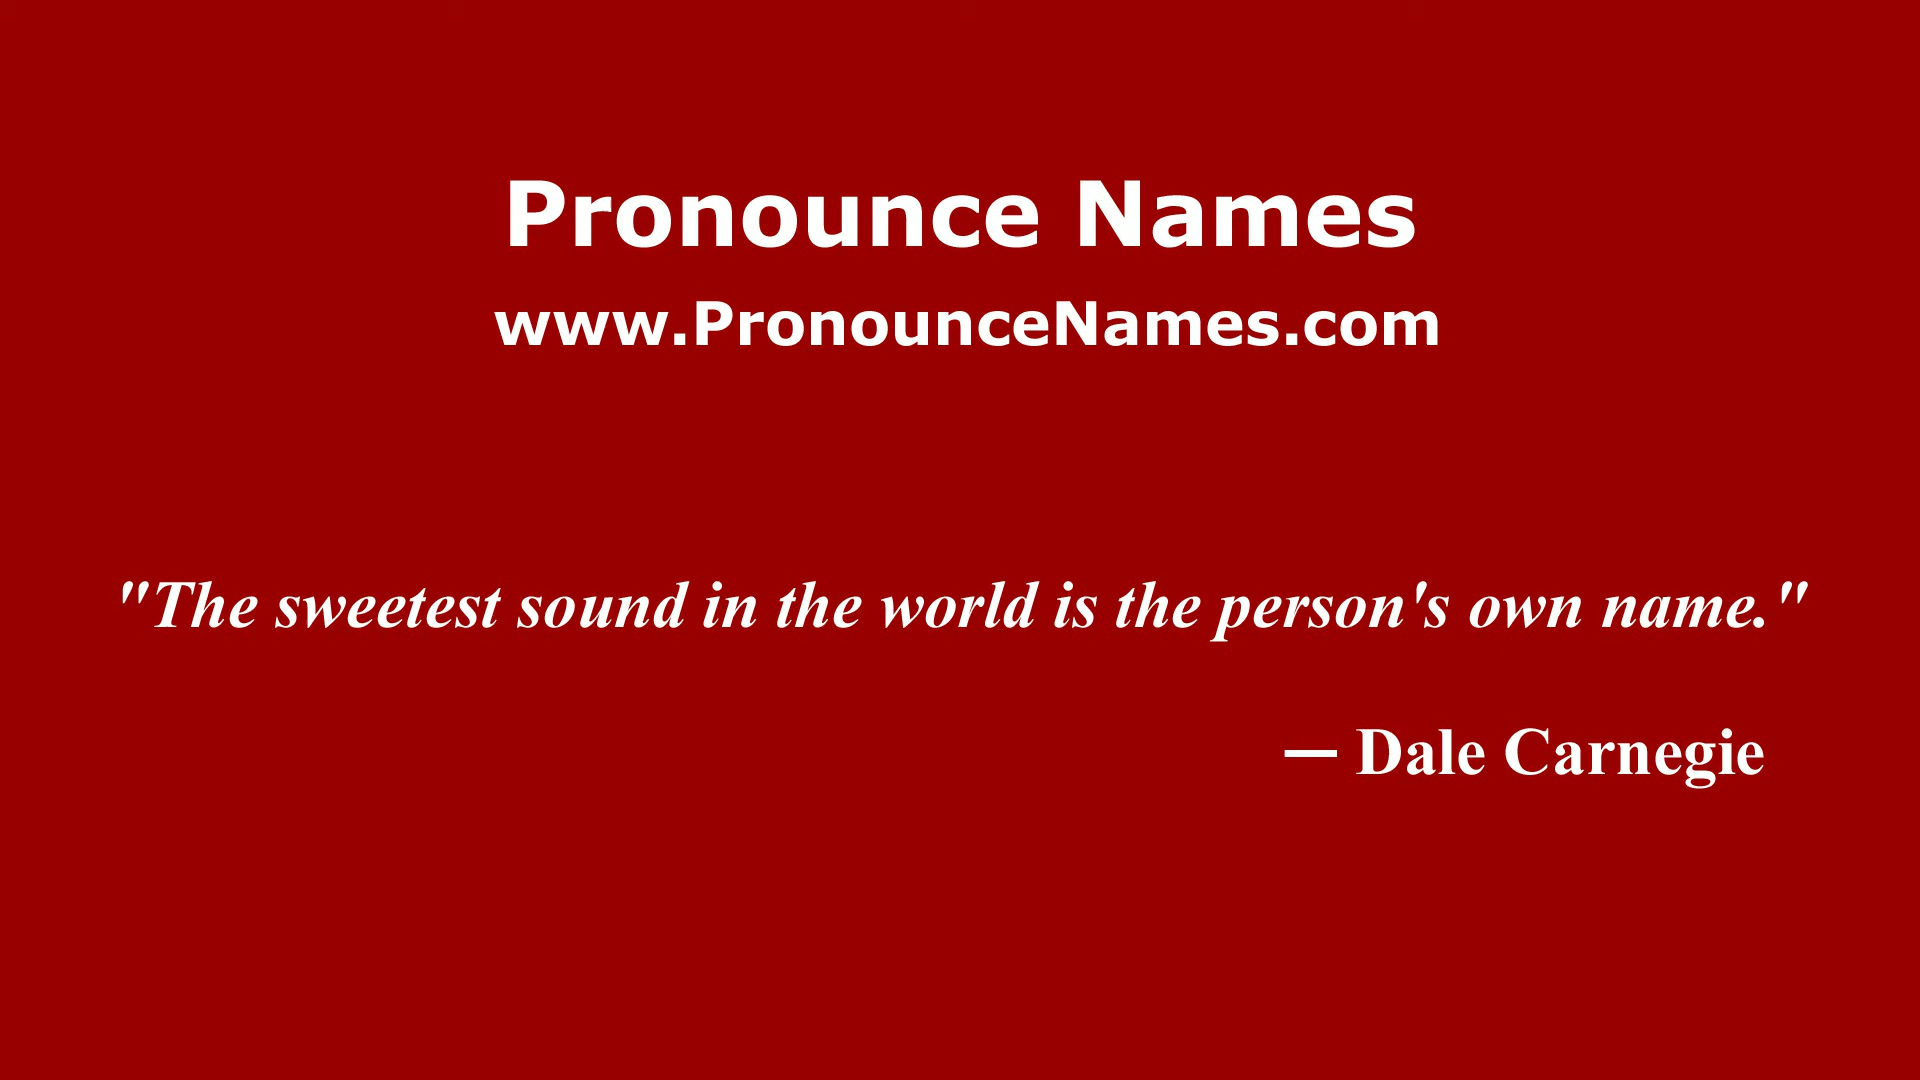 Pronounce Names
www.PronounceNames.com
"The sweetest sound in the world is the person's own name."
— Dale Carnegie